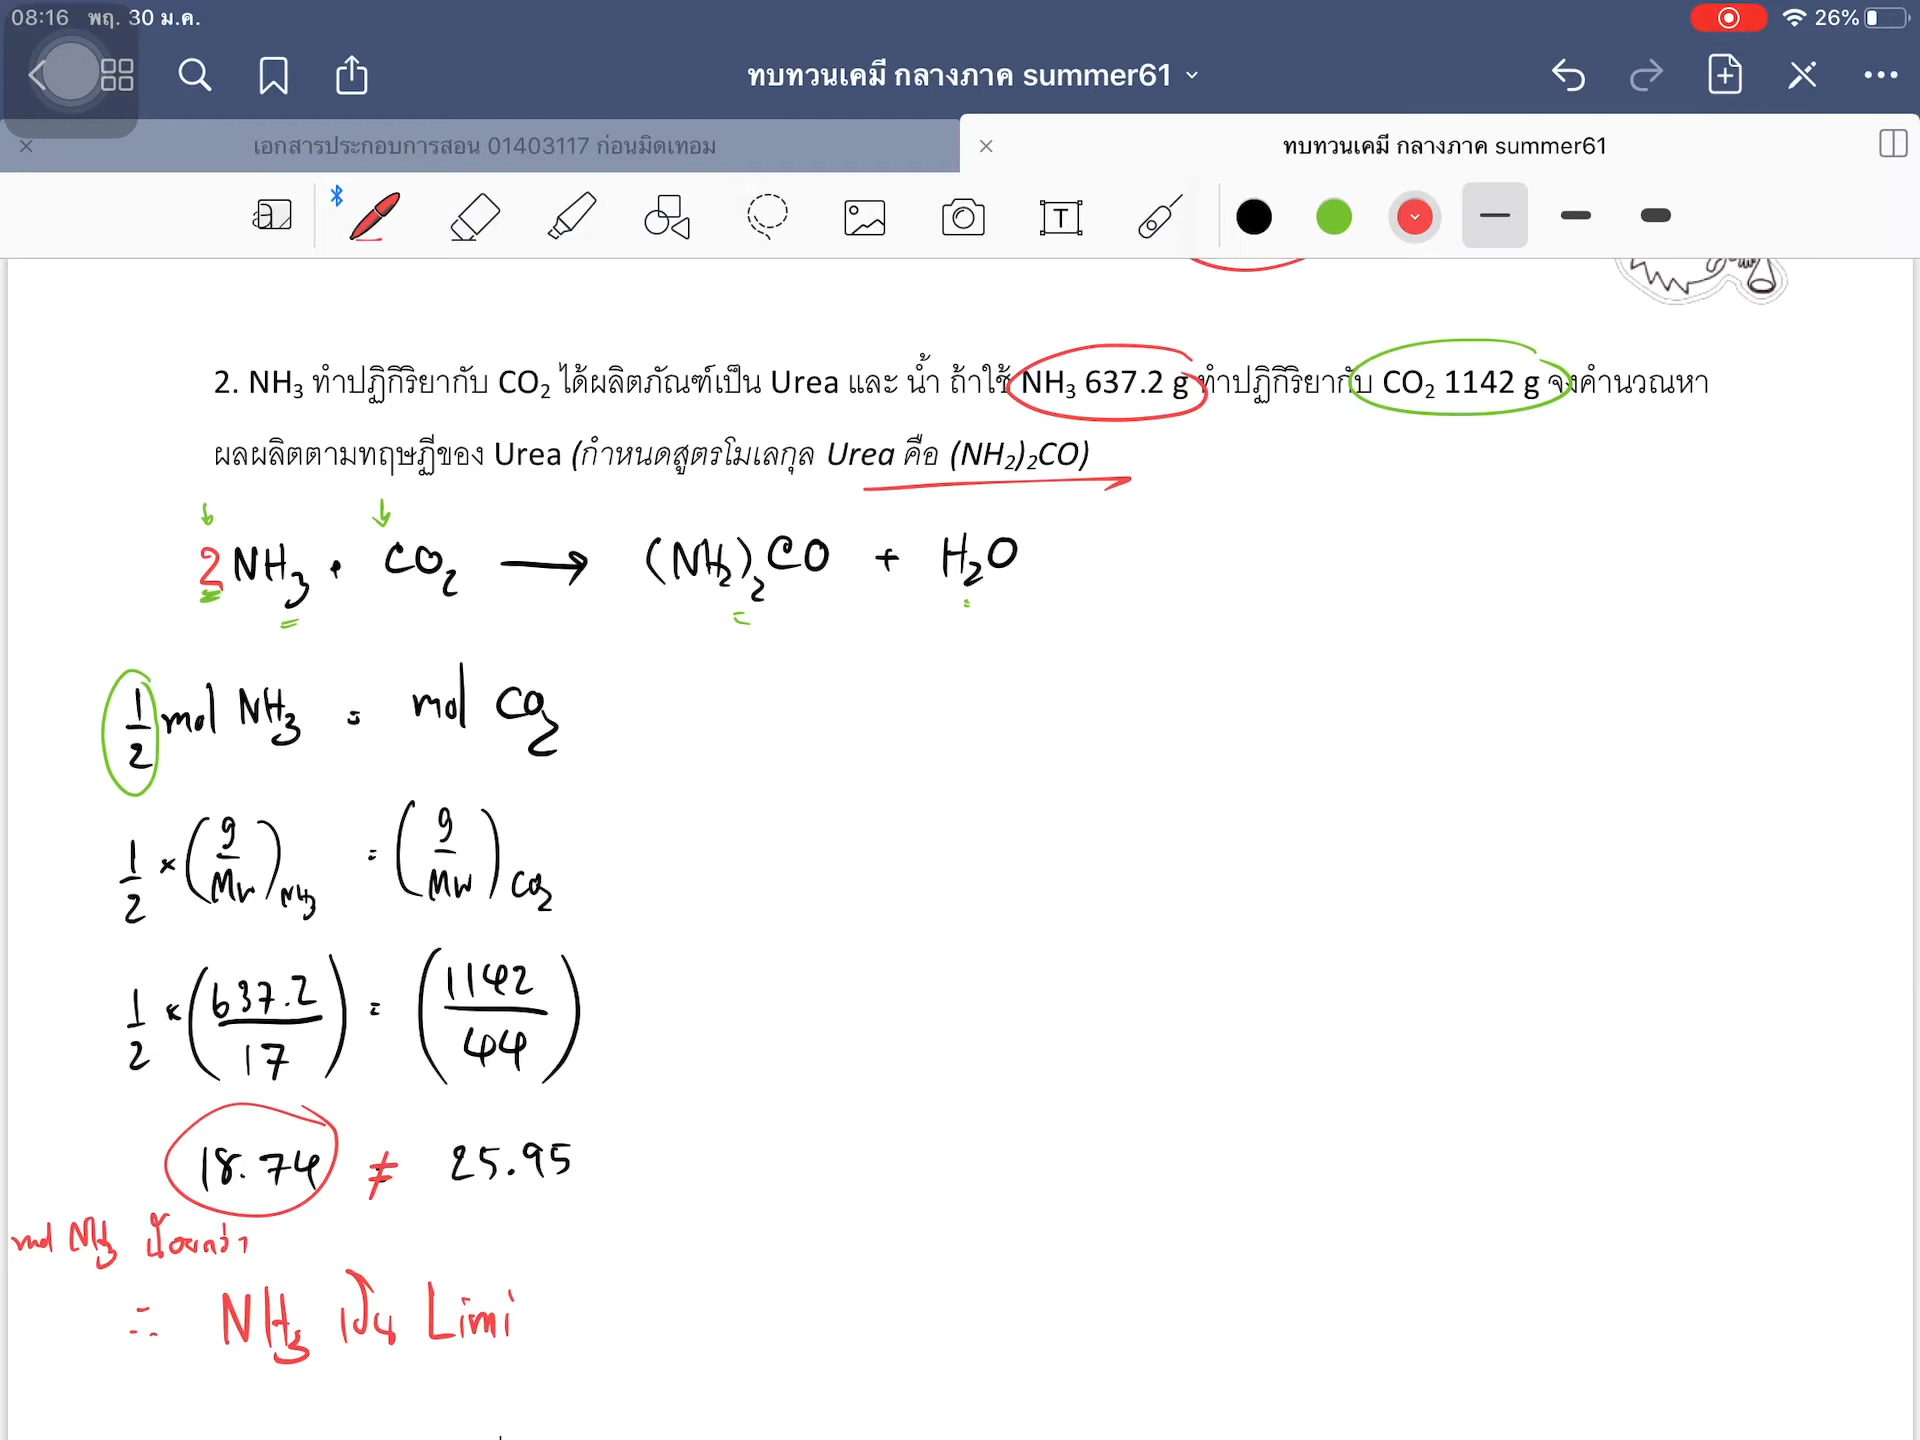 08:16 พฤ. 30 ม.ค.
26%
ทบทวนเคมี กลางภาค summer61
เอกสารประกอบการสอน 01403117 ก่อนมิดเทอม
ทบทวนเคมี กลางภาค summer61
2. NH₃ ทำปฏิกิริยากับ CO₂ ได้ผลิตภัณฑ์เป็น Urea และ น้ำ ถ้าใช้ NH₃ 637.2 g ทำปฏิกิริยากับ CO₂ 1142 g จงคำนวณหา
ผลผลิตตามทฤษฎีของ Urea (กำหนดสูตรโมเลกุล Urea คือ (NH₂)₂CO)
2 NH₃ + CO₂ → (NH₂)₂CO + H₂O
1/2 mol NH₃ = mol CO₂
1/2 × (g/Mw)NH₃ = (g/Mw)CO₂
1/2 × (637.2/17) = (1142/44)
18.74 ≠ 25.95
mol NH₃ น้อยกว่า
∴ NH₃ เป็น Limi